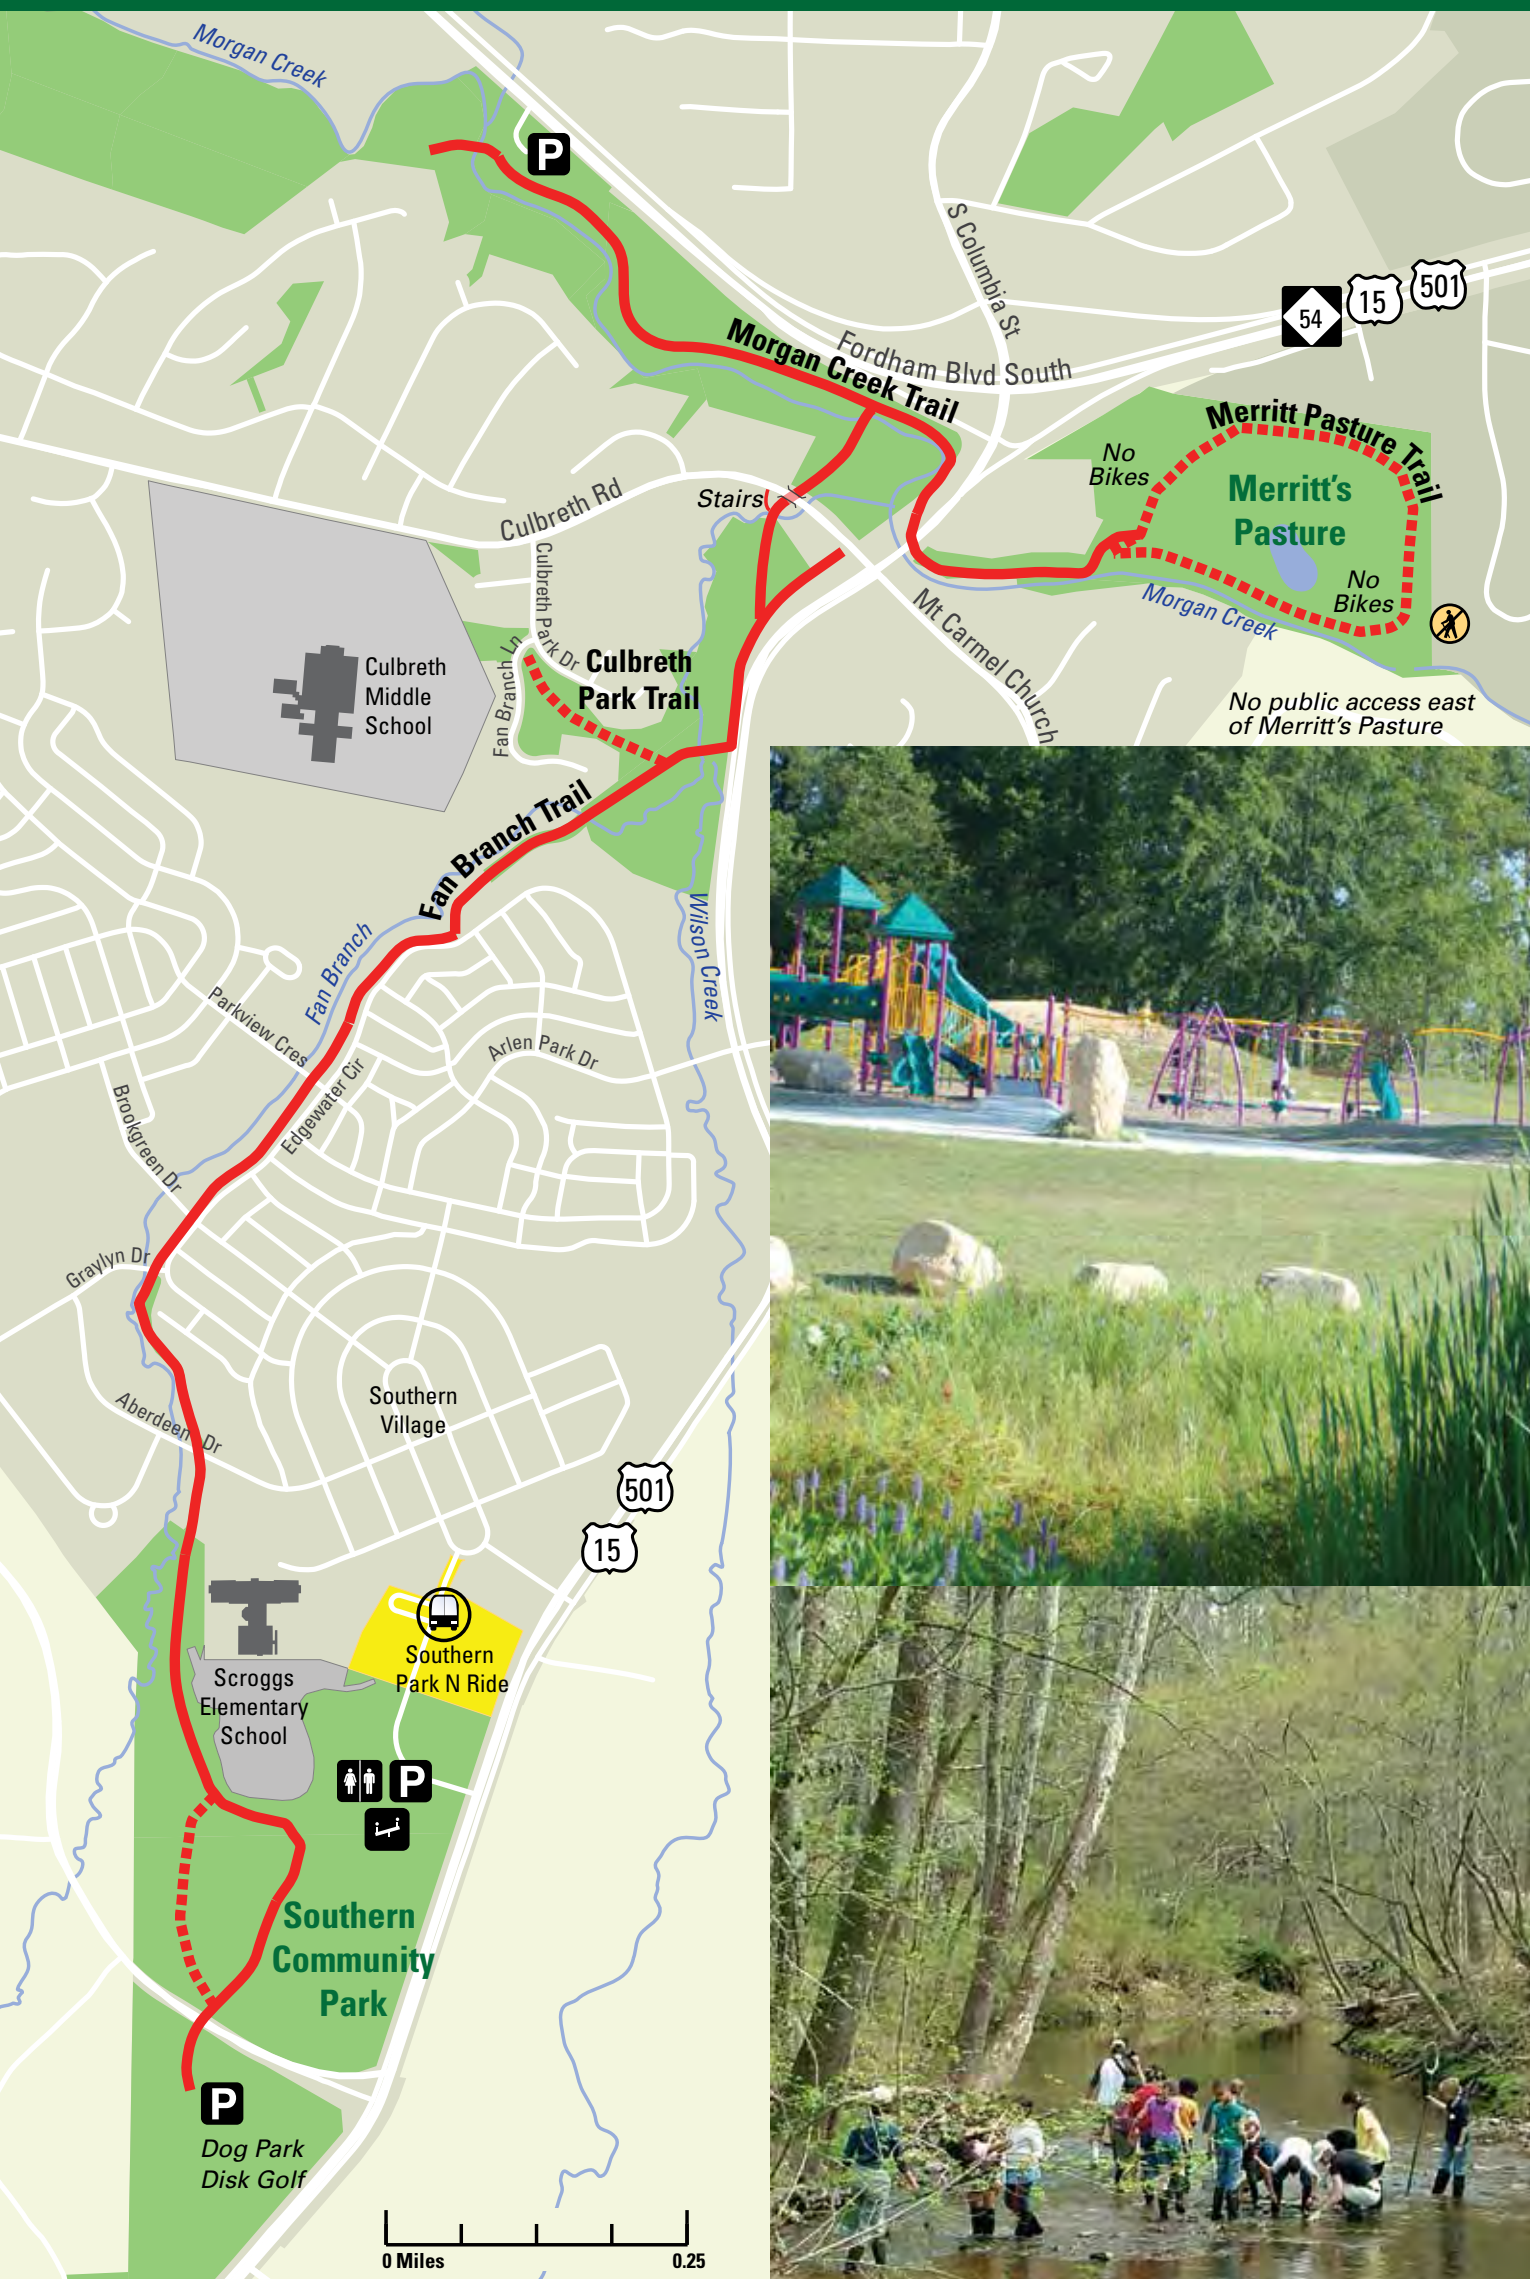 Morgan Creek
P
S Columbia St
54
15
501
Morgan Creek Trail
Fordham Blvd South
Merritt Pasture Trail
No
Bikes
Merritt's
Pasture
No
Bikes
Stairs
Culbreth Rd
Culbreth Park Dr
Morgan Creek
Mt Carmel Church
Fan Branch Ln
Culbreth
Park Trail
Culbreth
Middle
School
No public access east
of Merritt's Pasture
Fan Branch Trail
Wilson Creek
Fan Branch
Parkview Cres
Arlen Park Dr
Edgewater Cir
Brookgreen Dr
Graylyn Dr
Southern
Village
Aberdeen Dr
501
15
Southern
Park N Ride
Scroggs
Elementary
School
P
Southern
Community
Park
P
Dog Park
Disk Golf
0 Miles
0.25